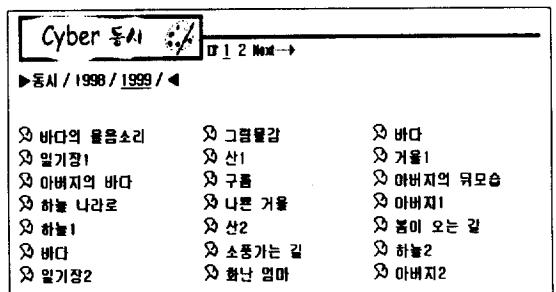 Cyber 동시
☞ 1 2 Next--→
▶동시 / 1998 / 1999 / ◀
바다의 울음소리 그림물감 바다
일기장1 산1 거울1
아버지의 바다 구름 아버지의 뒤모습
하늘 나라로 나쁜 거울 아버지1
하늘1 산2 봄이 오는 길
바다 소풍가는 길 하늘2
일기장2 화난 엄마 아버지2